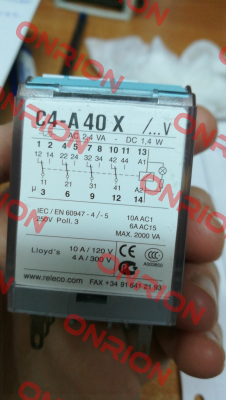 C4-A 40 X /...V
AC 2,4 VA DC 1,4 W
1 2 4 5 7 8 10 11 13
12 14 22 24 32 34 42 44 A1
11 21 31 41 A2
µ 3 6 9 12 14
IEC / EN 60947 - 4 / - 5
250V Poll. 3
10A AC1
6A AC15
MAX. 2000 VA
Lloyd's
10 A / 120 V
4 A / 300 V
www.releco.com
ONRION
ONRION
ONRION
ONRION
ONRION